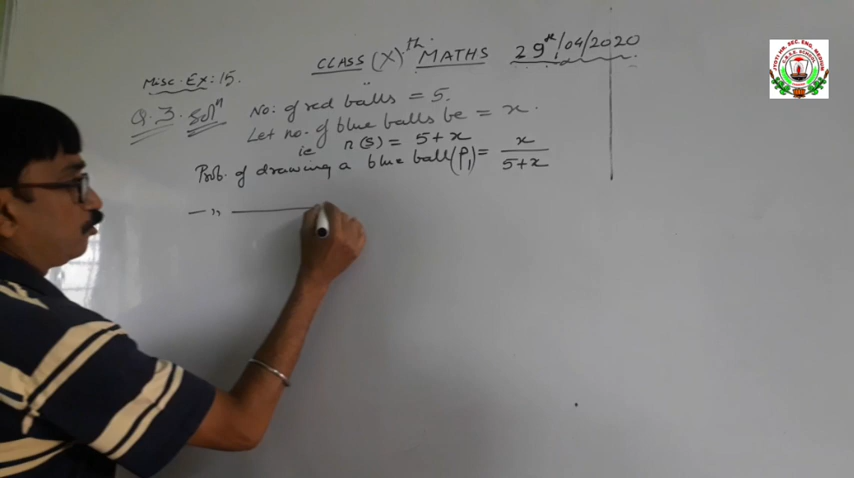 CLASS (X)th MATHS 29th/04/2020
Misc. Ex: 15.
Q.3. Soln No: of red balls = 5.
Let no. of blue balls be = x.
ie n(S) = 5+x
Prob. of drawing a blue ball (P1) = x/5+x
— ,, ———